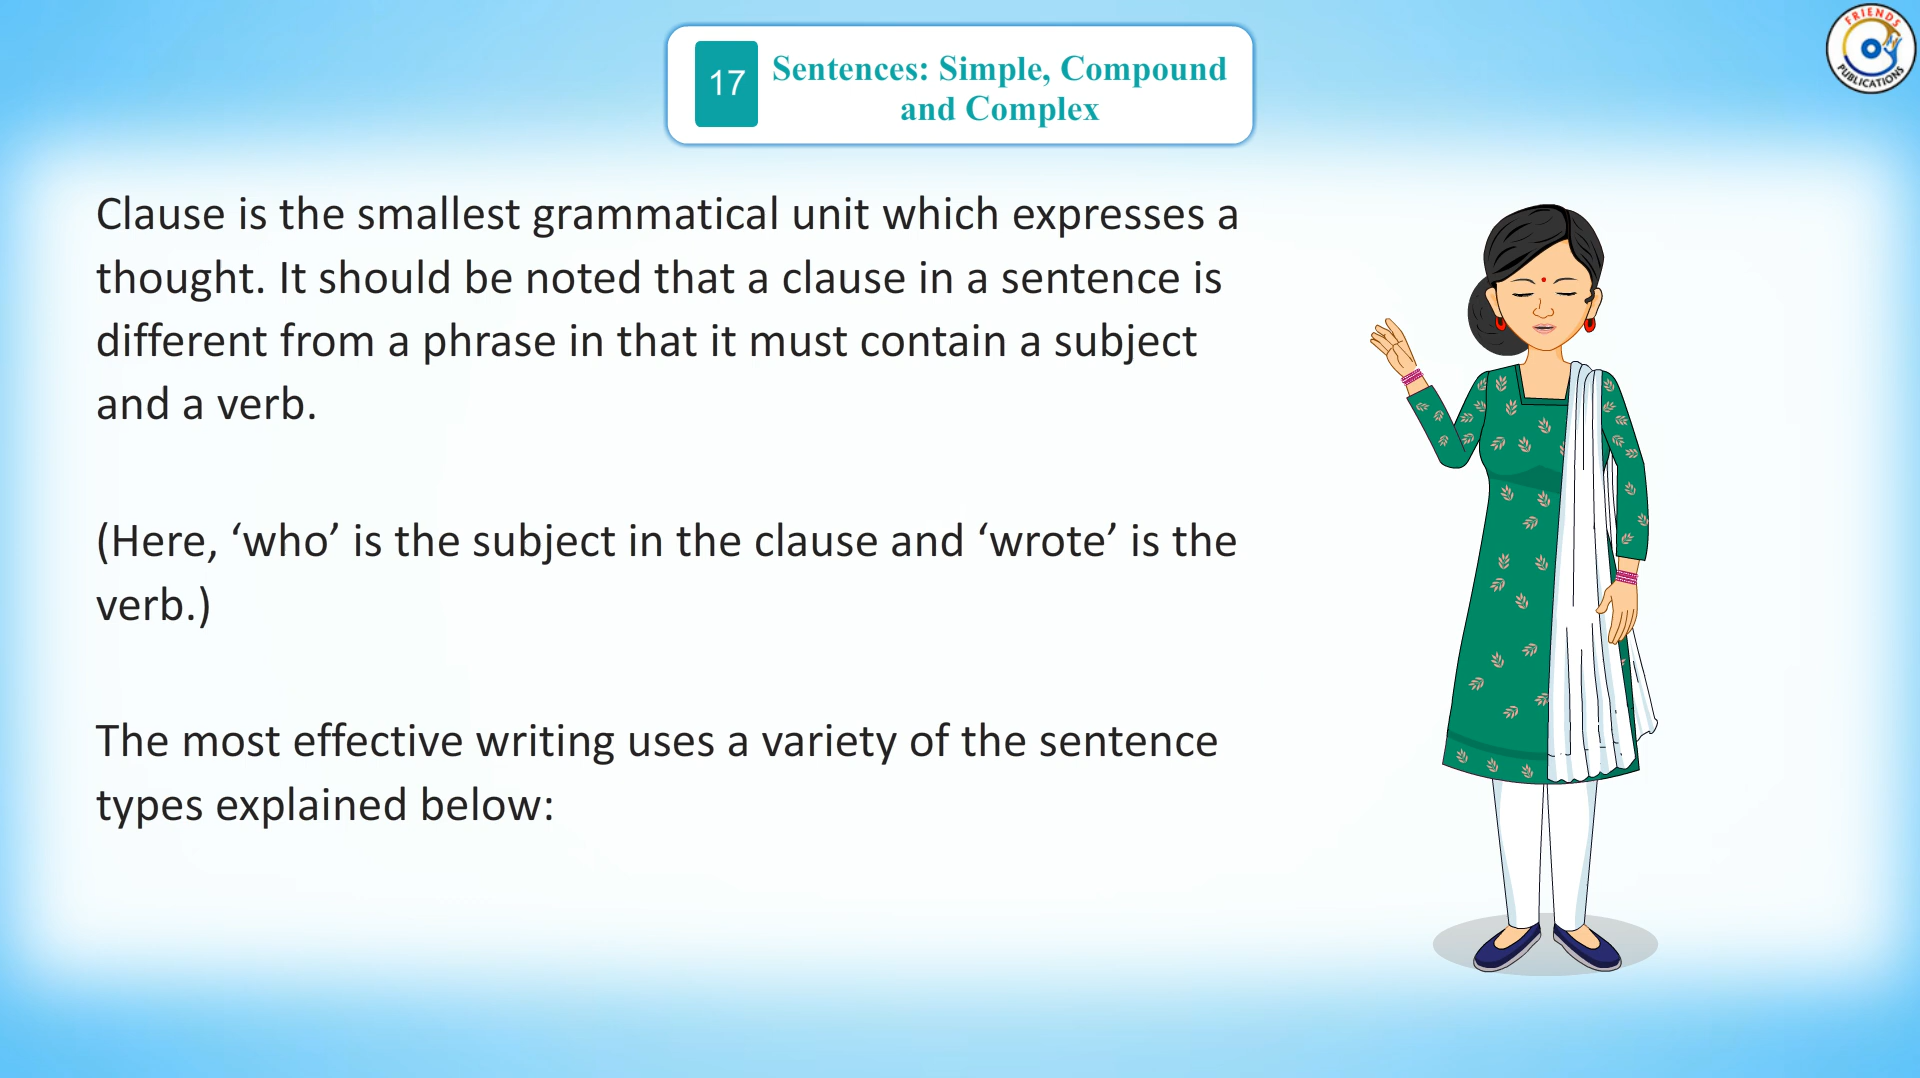 17
Sentences: Simple, Compound
and Complex
FRIENDS
PUBLICATIONS
Clause is the smallest grammatical unit which expresses a
thought. It should be noted that a clause in a sentence is
different from a phrase in that it must contain a subject
and a verb.
(Here, ‘who’ is the subject in the clause and ‘wrote’ is the
verb.)
The most effective writing uses a variety of the sentence
types explained below: